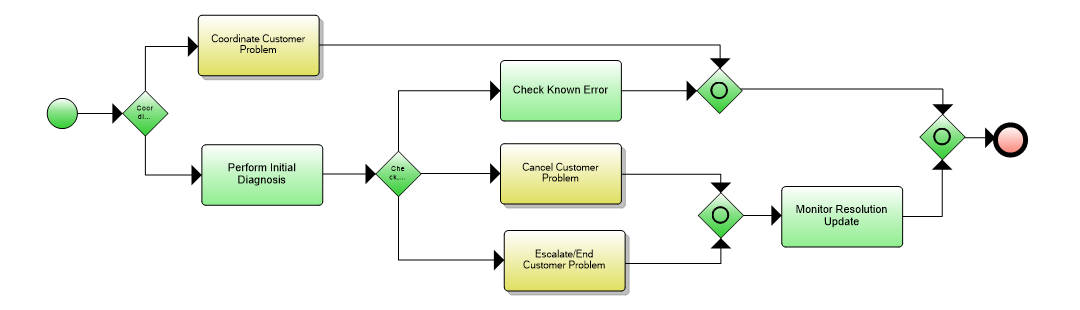 Coordinate Customer
Problem
Coor
di...
Check Known Error
Perform Initial
Diagnosis
Che
ck,...
Cancel Customer
Problem
Monitor Resolution
Update
Escalate/End
Customer Problem